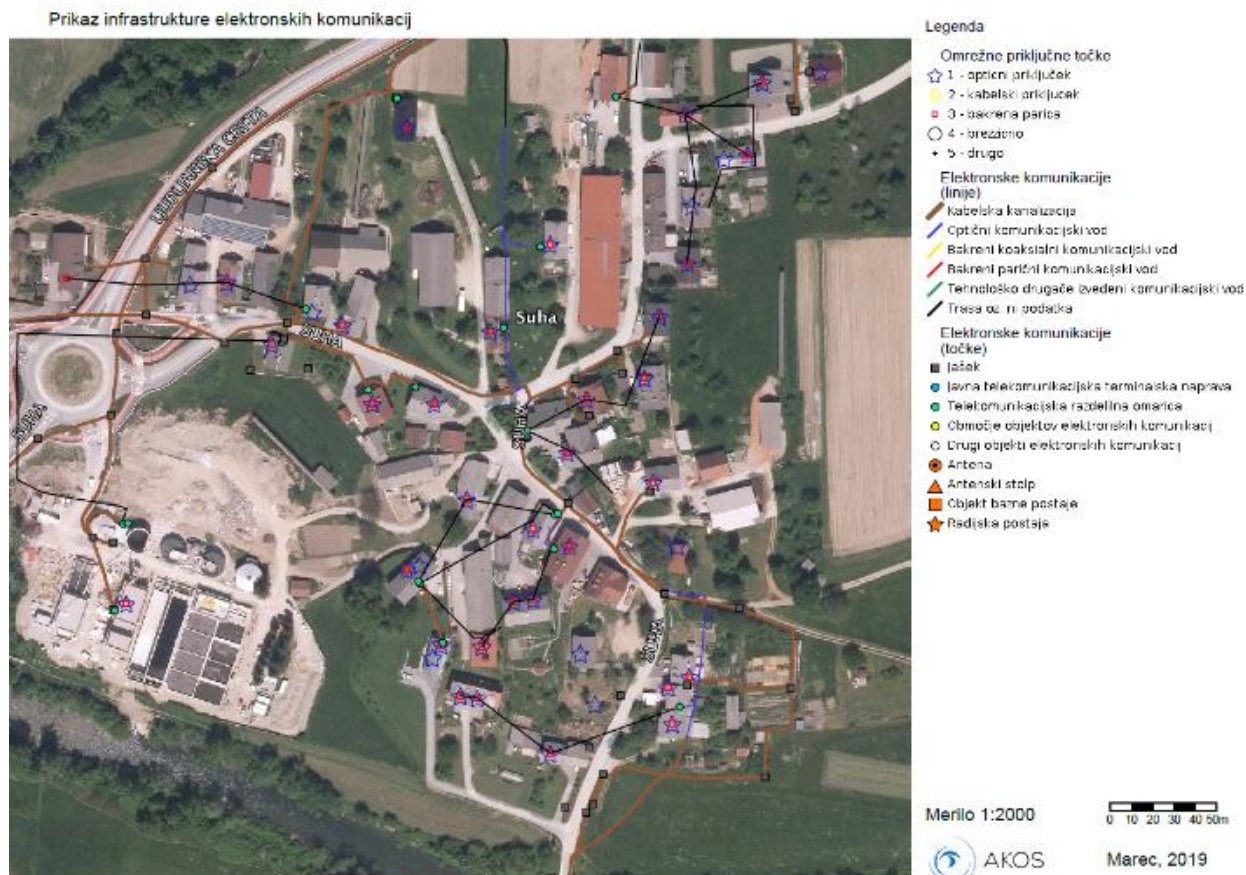 Prikaz infrastrukture elektronskih komunikacij
Legenda
Omrežne priključne točke
1 - optični priključek
2 - kabelski priključek
3 - bakrena parica
4 - brezžično
5 - drugo
Elektronske komunikacije
(linije)
Kabelska kanalizacija
Optični komunikacijski vod
Bakreni koaksialni komunikacijski vod
Bakreni parični komunikacijski vod
Tehnološko drugače izvedeni komunikacijski vod
Trasa oz. ni podatka
Elektronske komunikacije
(točke)
Jašek
Javna telekomunikacijska terminalska naprava
Telekomunikacijska razdelilna omarica
Območje objektov elektronskih komunikacij
Drugi objekti elektronskih komunikacij
Antena
Antenski stolp
Objekt bazne postaje
Radijska postaja
Merilo 1:2000
0 10 20 30 40 50m
AKOS
Marec, 2019
SUHA
Suha
SUHA
SUHA
SUHA